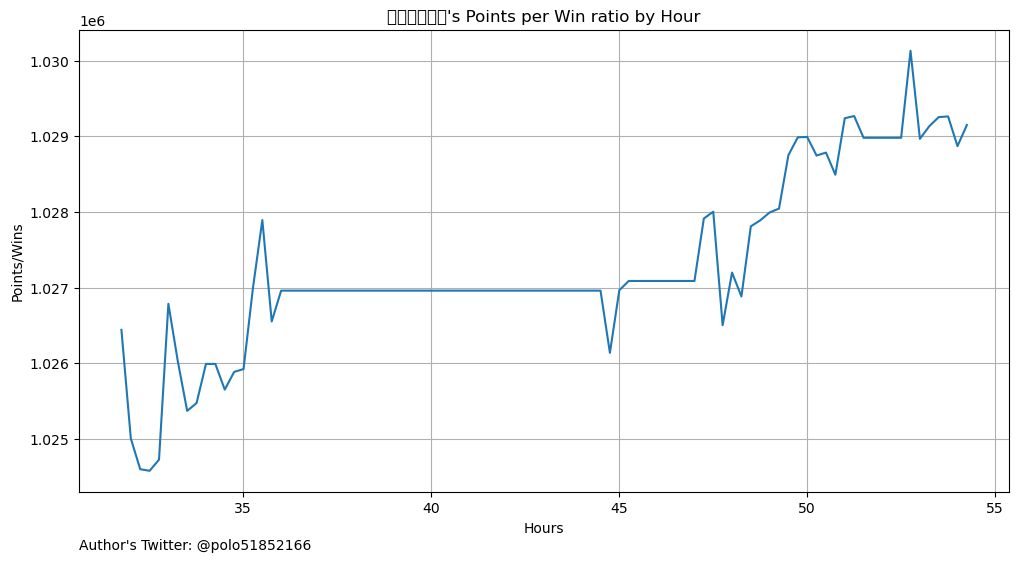 's Points per Win ratio by Hour
1e6
1.030
1.029
1.028
1.027
1.026
1.025
Points/Wins
35
40
45
50
55
Hours
Author's Twitter: @polo51852166